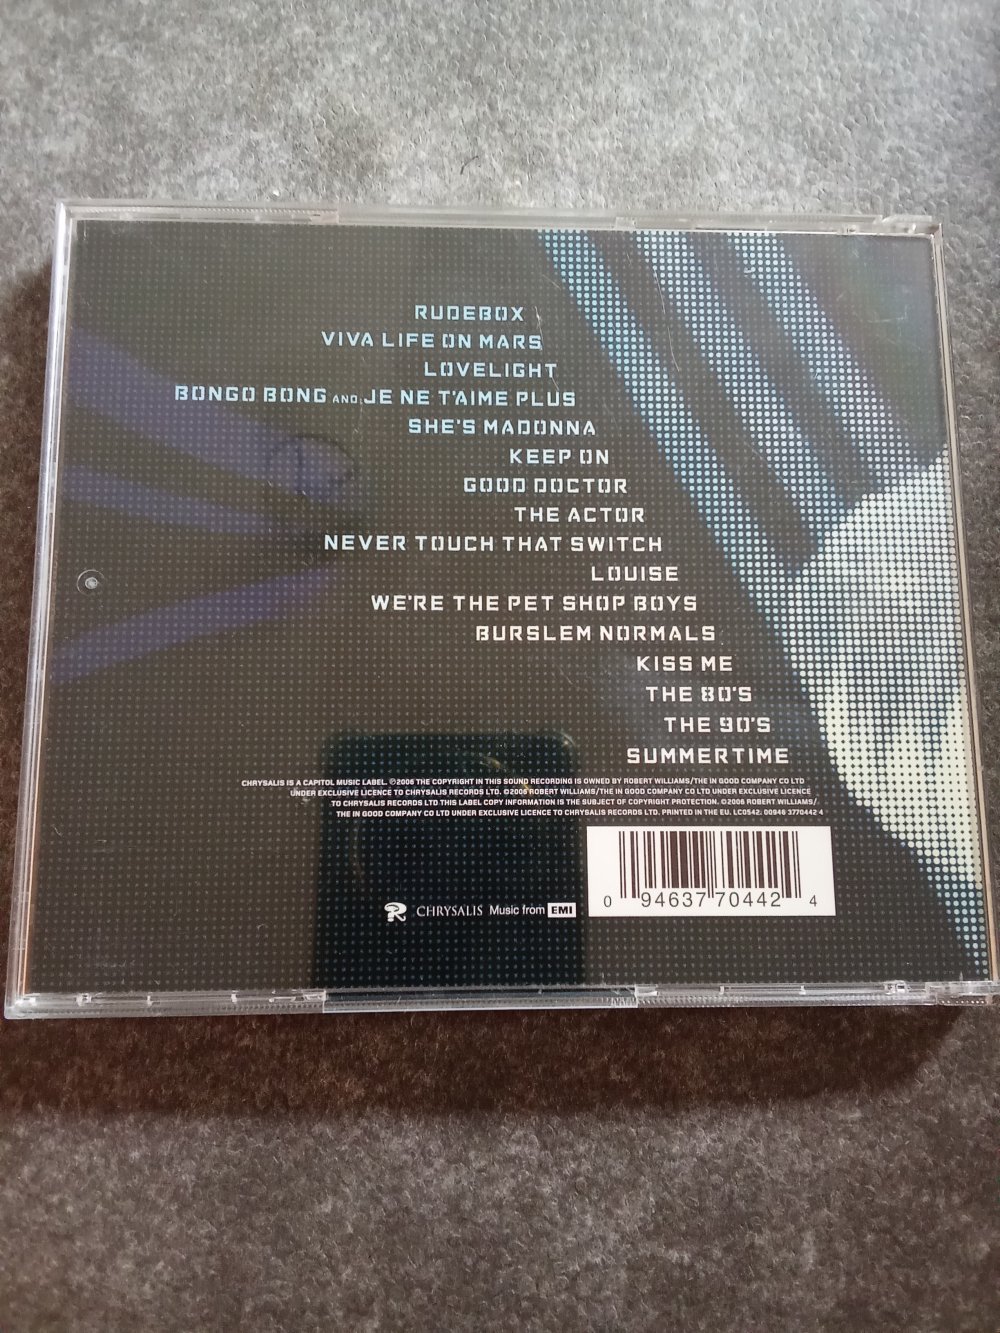 RUDEBOX
VIVA LIFE ON MARS
LOVELIGHT
BONGO BONG AND JE NE T'AIME PLUS
SHE'S MADONNA
KEEP ON
GOOD DOCTOR
THE ACTOR
NEVER TOUCH THAT SWITCH
LOUISE
WE'RE THE PET SHOP BOYS
BURSLEM NORMALS
KISS ME
THE 80'S
THE 90'S
SUMMERTIME
CHRYSALIS IS A CAPITOL MUSIC LABEL. ℗2006 THE COPYRIGHT IN THIS SOUND RECORDING IS OWNED BY ROBERT WILLIAMS/THE IN GOOD COMPANY CO LTD
UNDER EXCLUSIVE LICENCE TO CHRYSALIS RECORDS LTD. ©2006 ROBERT WILLIAMS/THE IN GOOD COMPANY CO LTD UNDER EXCLUSIVE LICENCE
TO CHRYSALIS RECORDS LTD THIS LABEL COPY INFORMATION IS THE SUBJECT OF COPYRIGHT PROTECTION. ©2006 ROBERT WILLIAMS/
THE IN GOOD COMPANY CO LTD UNDER EXCLUSIVE LICENCE TO CHRYSALIS RECORDS LTD. PRINTED IN THE EU. LC0542. 00946 3770442 4
CHRYSALIS Music from EMI
0 94637 70442 4